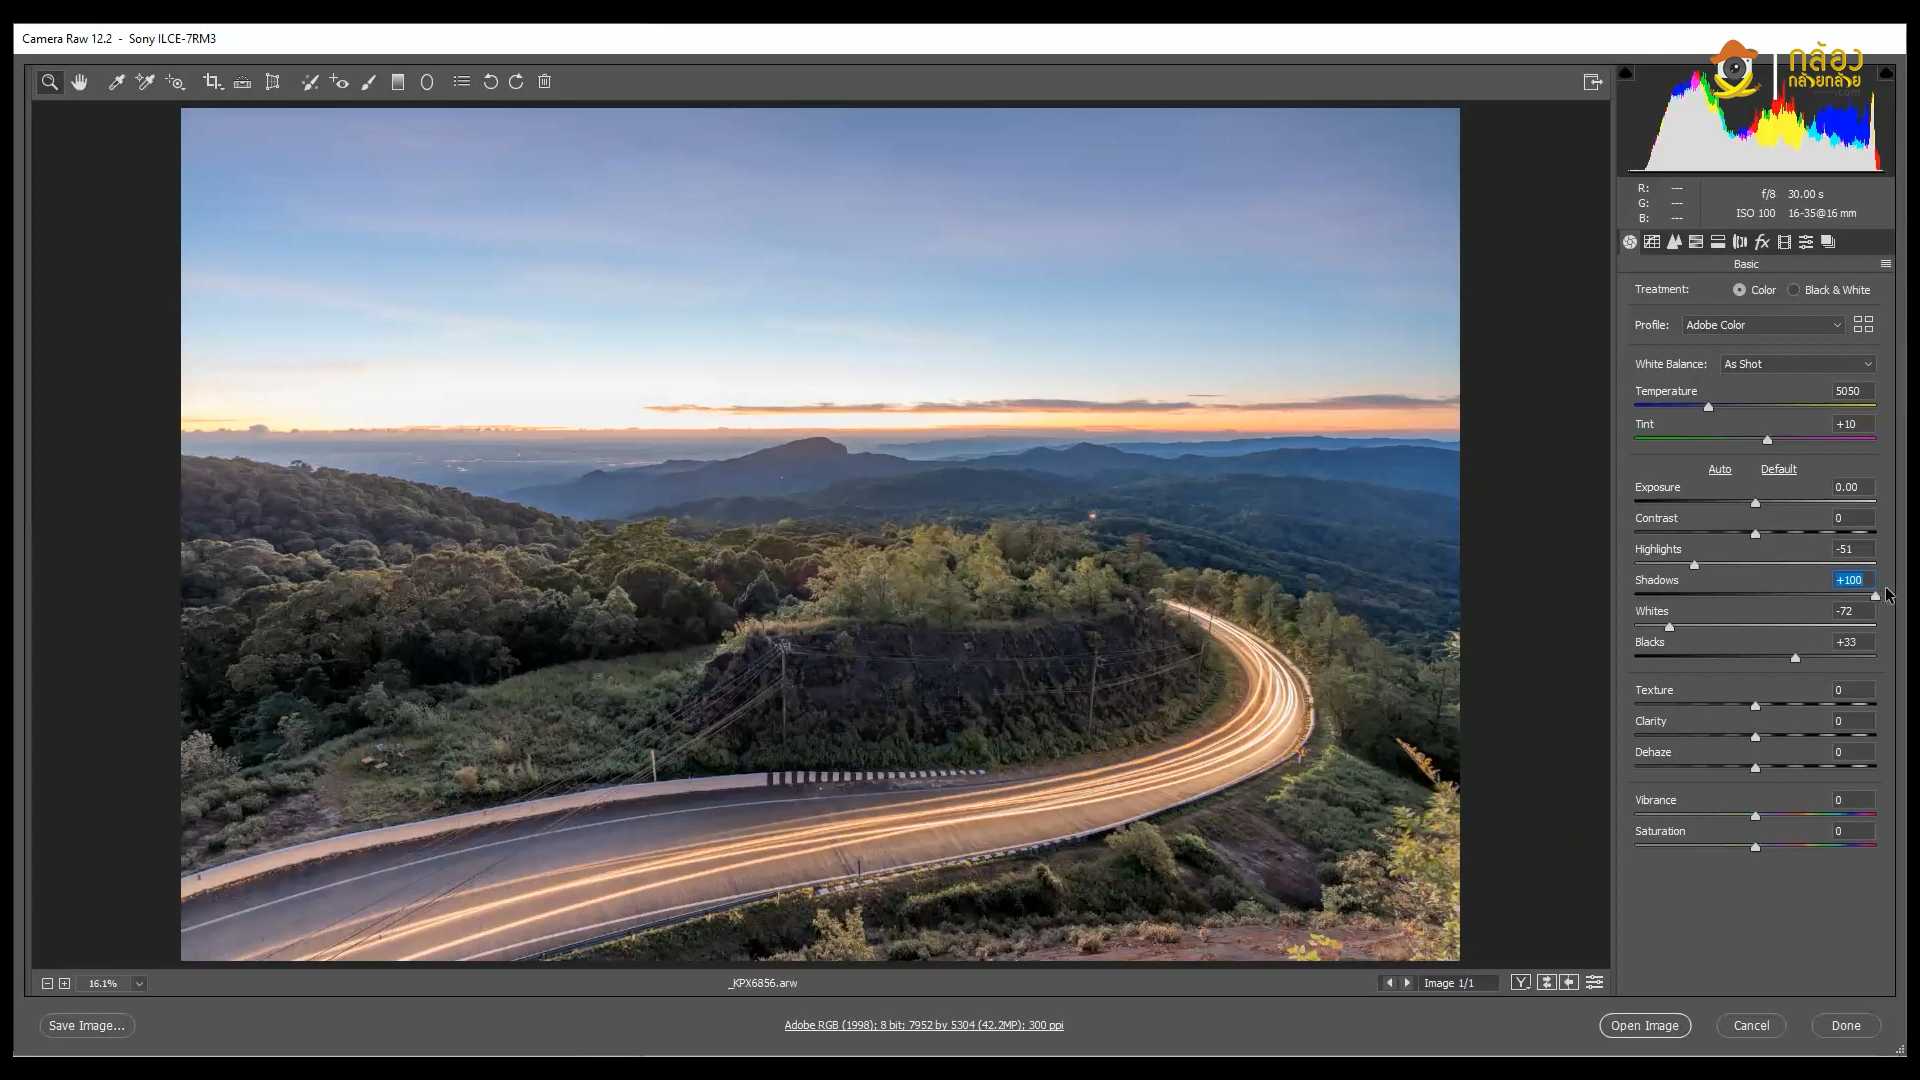 Camera Raw 12.2 - Sony ILCE-7RM3
กล้อง
กล้วยกล้วย
.com
R: ---
G: ---
B: ---
f/8 30.00 s
ISO 100 16-35@16 mm
fx
Basic
Treatment: Color Black & White
Profile: Adobe Color
White Balance: As Shot
Temperature 5050
Tint +10
Auto Default
Exposure 0.00
Contrast 0
Highlights -51
Shadows +100
Whites -72
Blacks +33
Texture 0
Clarity 0
Dehaze 0
Vibrance 0
Saturation 0
16.1% _KPX6856.arw Image 1/1 Y
Save Image... Adobe RGB (1998); 8 bit; 7952 by 5304 (42.2MP); 300 ppi Open Image Cancel Done